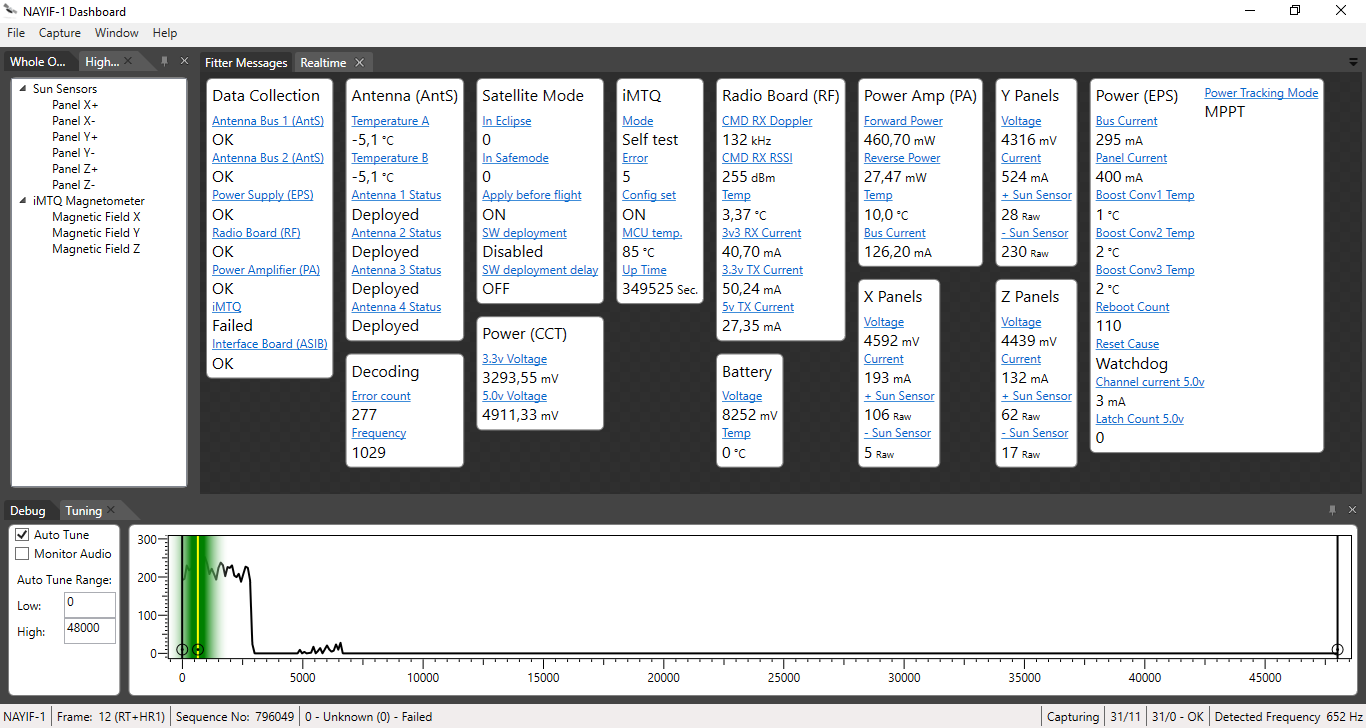 NAYIF-1 Dashboard
File Capture Window Help
Whole O... High...
Sun Sensors
Panel X+
Panel X-
Panel Y+
Panel Y-
Panel Z+
Panel Z-
iMTQ Magnetometer
Magnetic Field X
Magnetic Field Y
Magnetic Field Z
Fitter Messages Realtime
Data Collection
Antenna Bus 1 (AntS)
OK
Antenna Bus 2 (AntS)
OK
Power Supply (EPS)
OK
Radio Board (RF)
OK
Power Amplifier (PA)
OK
iMTQ
Failed
Interface Board (ASIB)
OK
Antenna (AntS)
Temperature A
-5,1 °C
Temperature B
-5,1 °C
Antenna 1 Status
Deployed
Antenna 2 Status
Deployed
Antenna 3 Status
Deployed
Antenna 4 Status
Deployed
Decoding
Error count
277
Frequency
1029
Satellite Mode
In Eclipse
0
In Safemode
0
Apply before flight
ON
SW deployment
Disabled
SW deployment delay
OFF
Power (CCT)
3.3v Voltage
3293,55 mV
5.0v Voltage
4911,33 mV
iMTQ
Mode
Self test
Error
5
Config set
ON
MCU temp.
85 °C
Up Time
349525 Sec.
Radio Board (RF)
CMD RX Doppler
132 kHz
CMD RX RSSI
255 dBm
Temp
3,37 °C
3v3 RX Current
40,70 mA
3.3v TX Current
50,24 mA
5v TX Current
27,35 mA
Battery
Voltage
8252 mV
Temp
0 °C
Power Amp (PA)
Forward Power
460,70 mW
Reverse Power
27,47 mW
Temp
10,0 °C
Bus Current
126,20 mA
X Panels
Voltage
4592 mV
Current
193 mA
+ Sun Sensor
106 Raw
- Sun Sensor
5 Raw
Y Panels
Voltage
4316 mV
Current
524 mA
+ Sun Sensor
28 Raw
- Sun Sensor
230 Raw
Z Panels
Voltage
4439 mV
Current
132 mA
+ Sun Sensor
62 Raw
- Sun Sensor
17 Raw
Power (EPS)
Bus Current
295 mA
Panel Current
400 mA
Boost Conv1 Temp
1 °C
Boost Conv2 Temp
2 °C
Boost Conv3 Temp
2 °C
Reboot Count
110
Reset Cause
Watchdog
Channel current 5.0v
3 mA
Latch Count 5.0v
0
Power Tracking Mode
MPPT
Debug Tuning
Auto Tune
Monitor Audio
Auto Tune Range:
Low: 0
High: 48000
300
200
100
0
0 5000 10000 15000 20000 25000 30000 35000 40000 45000
NAYIF-1 Frame: 12 (RT+HR1) Sequence No: 796049 0 - Unknown (0) - Failed Capturing 31/11 31/0 - OK Detected Frequency 652 Hz